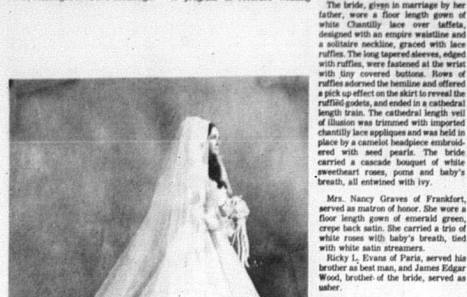 The bride, given in marriage by her
father, wore a floor length gown of
white Chantilly lace over taffeta,
designed with an empire waistline and
a solitaire neckline, graced with lace
ruffles. The long tapered sleeves, edged
with ruffles, were fastened at the wrist
with tiny covered buttons. Rows of
ruffles adorned the hemline and offered
a pick up effect on the skirt to reveal the
ruffled godets, and ended in a cathedral
length train. The cathedral length veil
of illusion was trimmed with imported
chantilly lace appliques and was held in
place by a camelot headpiece embroid-
ered with seed pearls. The bride
carried a cascade bouquet of white
sweetheart roses, poms and baby's
breath, all entwined with ivy.
Mrs. Nancy Graves of Frankfort,
served as matron of honor. She wore a
floor length gown of emerald green,
crepe back satin. She carried a trio of
white roses with baby's breath, tied
with white satin streamers.
Ricky L. Evans of Paris, served his
brother as best man, and James Edgar
Wood, brother of the bride, served as
usher.